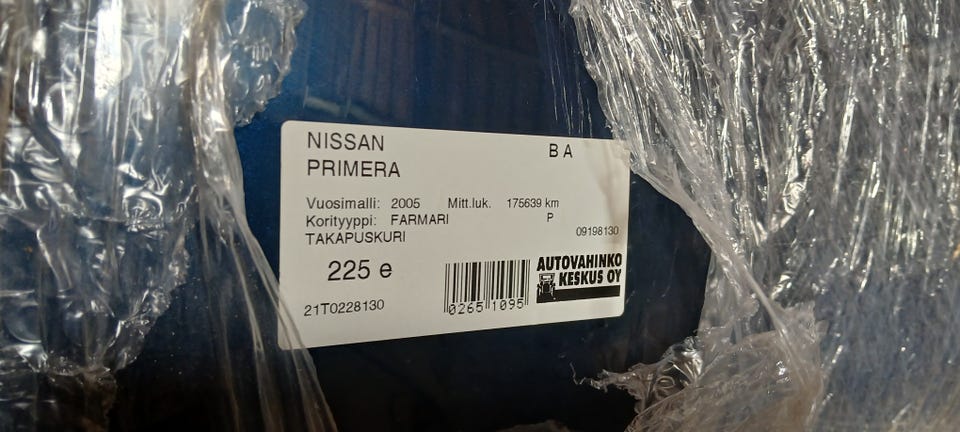 NISSAN B A
PRIMERA
Vuosimalli: 2005 Mitt.luk. 175639 km
Korityyppi: FARMARI P
TAKAPUSKURI 09198130
225 e
AUTOVAHINKO
KESKUS OY
21T0228130
0265 1095